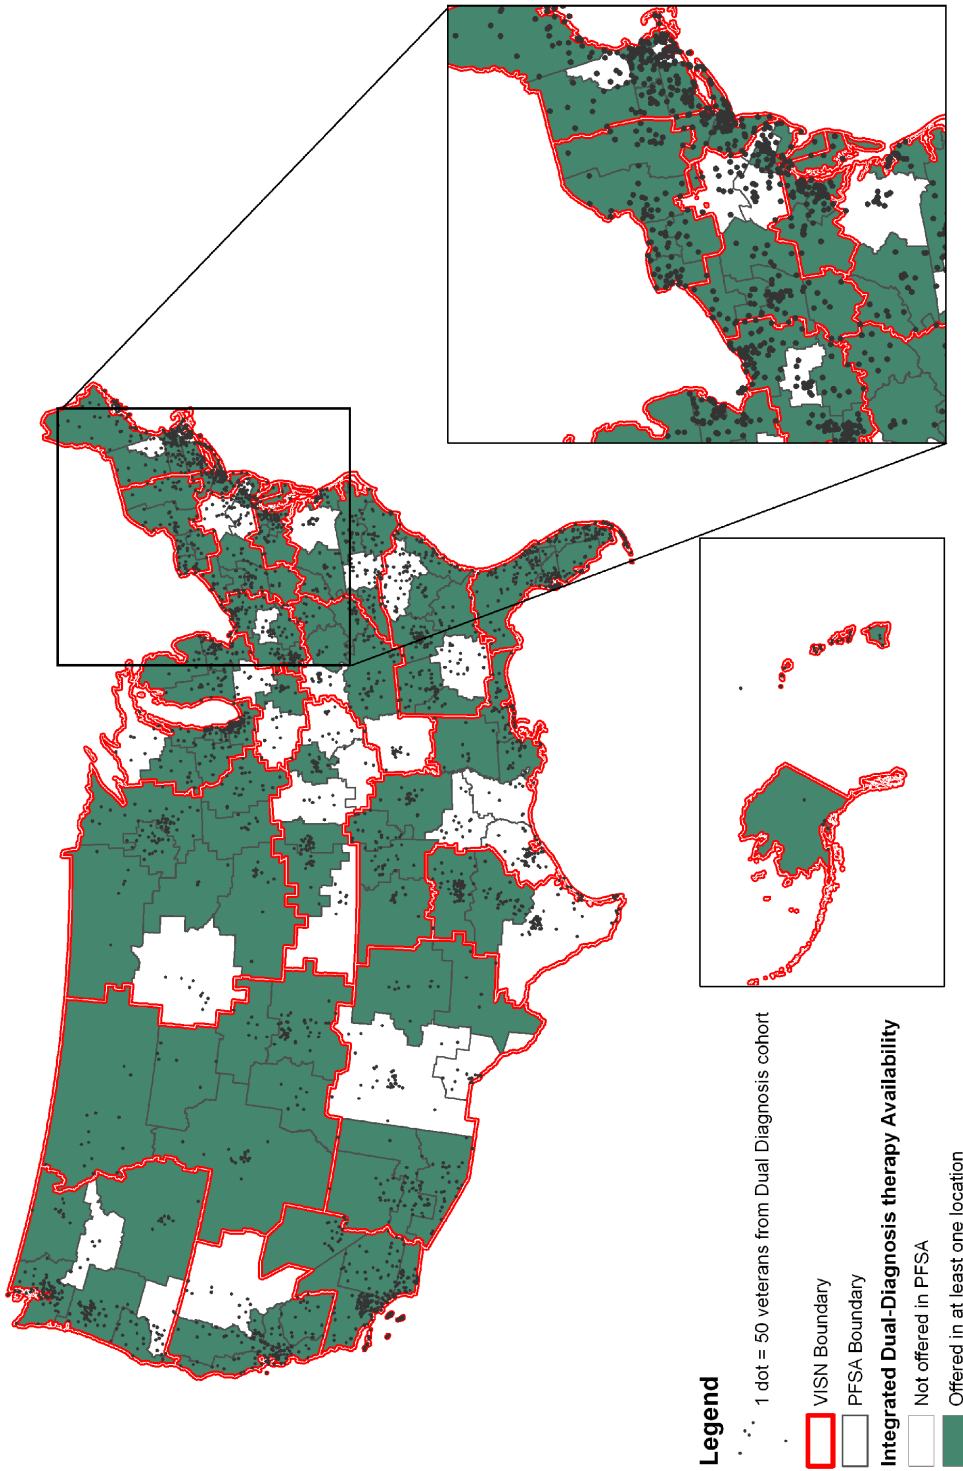 Legend
1 dot = 50 veterans from Dual Diagnosis cohort
VISN Boundary
PFSA Boundary
Integrated Dual-Diagnosis therapy Availability
Not offered in PFSA
Offered in at least one location